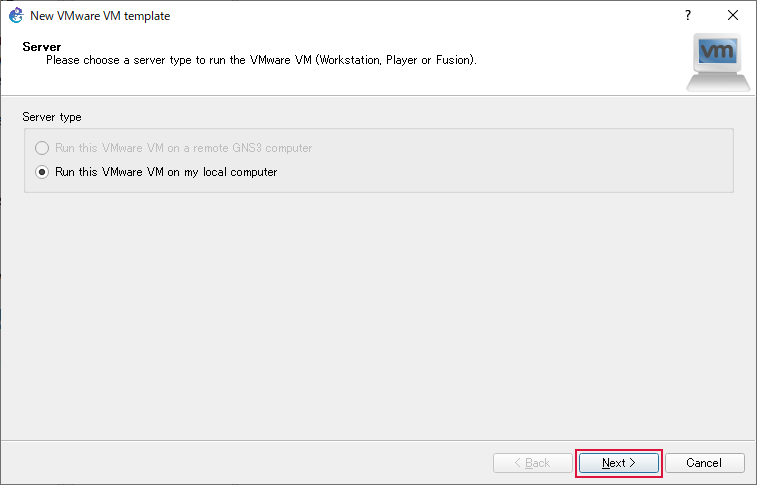 New VMware VM template
?
Server
Please choose a server type to run the VMware VM (Workstation, Player or Fusion).
vm
Server type
Run this VMware VM on a remote GNS3 computer
Run this VMware VM on my local computer
< Back
Next >
Cancel